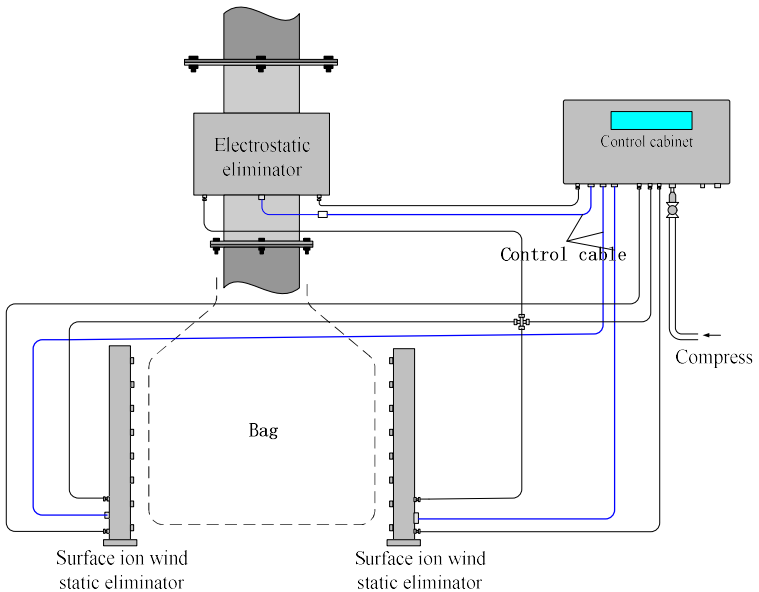 Electrostatic
eliminator
Control cabinet
Control cable
Compress
Bag
Surface ion wind
static eliminator
Surface ion wind
static eliminator